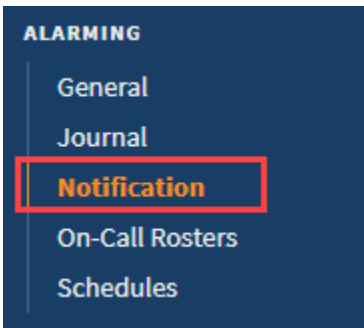 ALARMING
General
Journal
Notification
On-Call Rosters
Schedules